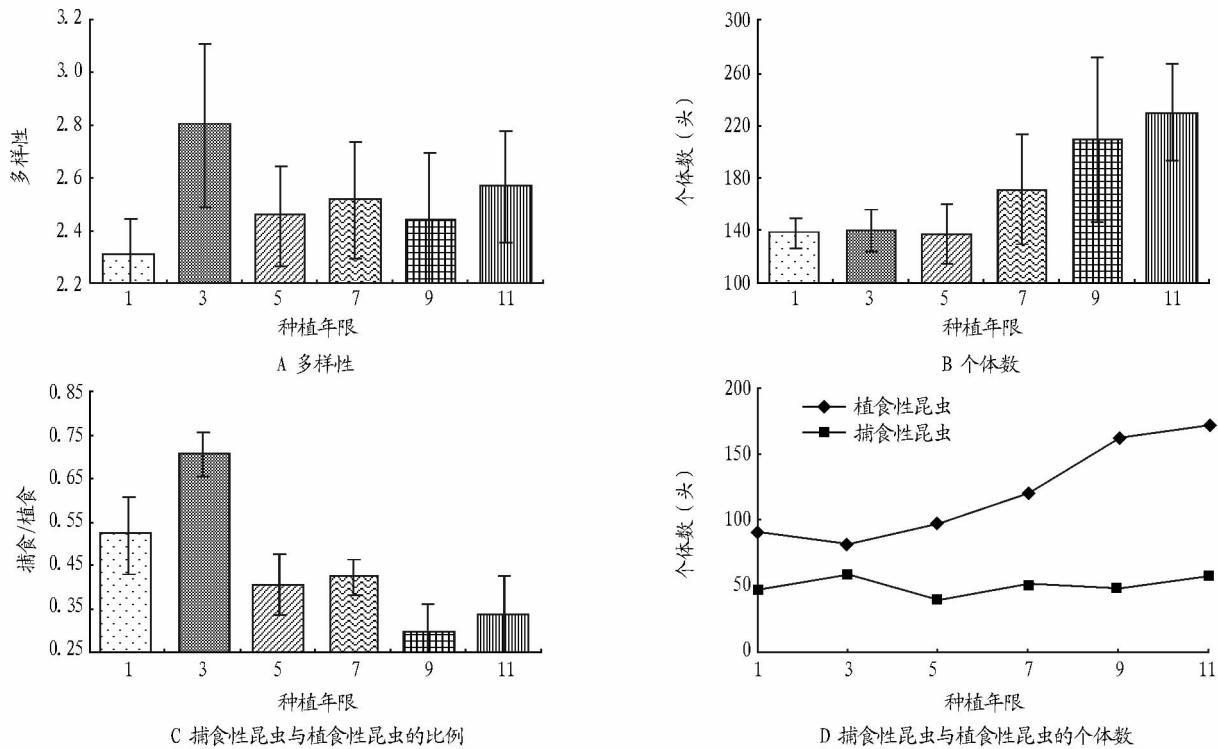 3.2
3.0
2.8
2.6
2.4
2.2
多样性
1 3 5 7 9 11
种植年限
A 多样性
300
260
220
180
140
100
个体数(头)
1 3 5 7 9 11
种植年限
B 个体数
0.85
0.75
0.65
0.55
0.45
0.35
0.25
捕食/植食
1 3 5 7 9 11
种植年限
C 捕食性昆虫与植食性昆虫的比例
200
150
100
50
0
个体数(头)
植食性昆虫
捕食性昆虫
1 3 5 7 9 11
种植年限
D 捕食性昆虫与植食性昆虫的个体数